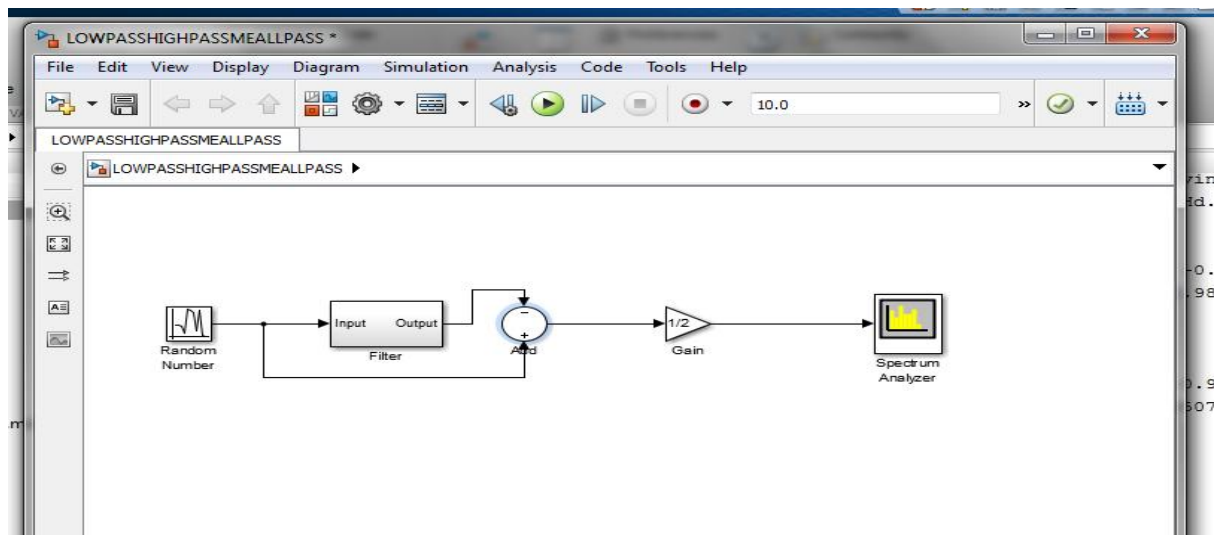 LOWPASSHIGHPASSMEALLPASS *
File Edit View Display Diagram Simulation Analysis Code Tools Help
10.0
»
LOWPASSHIGHPASSMEALLPASS
LOWPASSHIGHPASSMEALLPASS
Input Output
-
+
1/2
Random
Number
Filter
Add
Gain
Spectrum
Analyzer